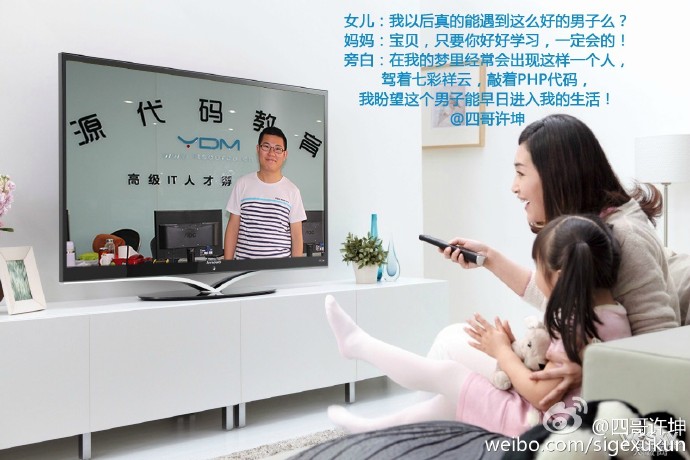 女儿：我以后真的能遇到这么好的男子么？
妈妈：宝贝，只要你好好学习，一定会的！
旁白：在我的梦里经常会出现这样一个人，
驾着七彩祥云，敲着PHP代码，
我盼望这个男子能早日进入我的生活！
@四哥许坤
源代码教育
YDM
高级IT人才孵
Lenovo
@四哥许坤
weibo.com/sigexukun